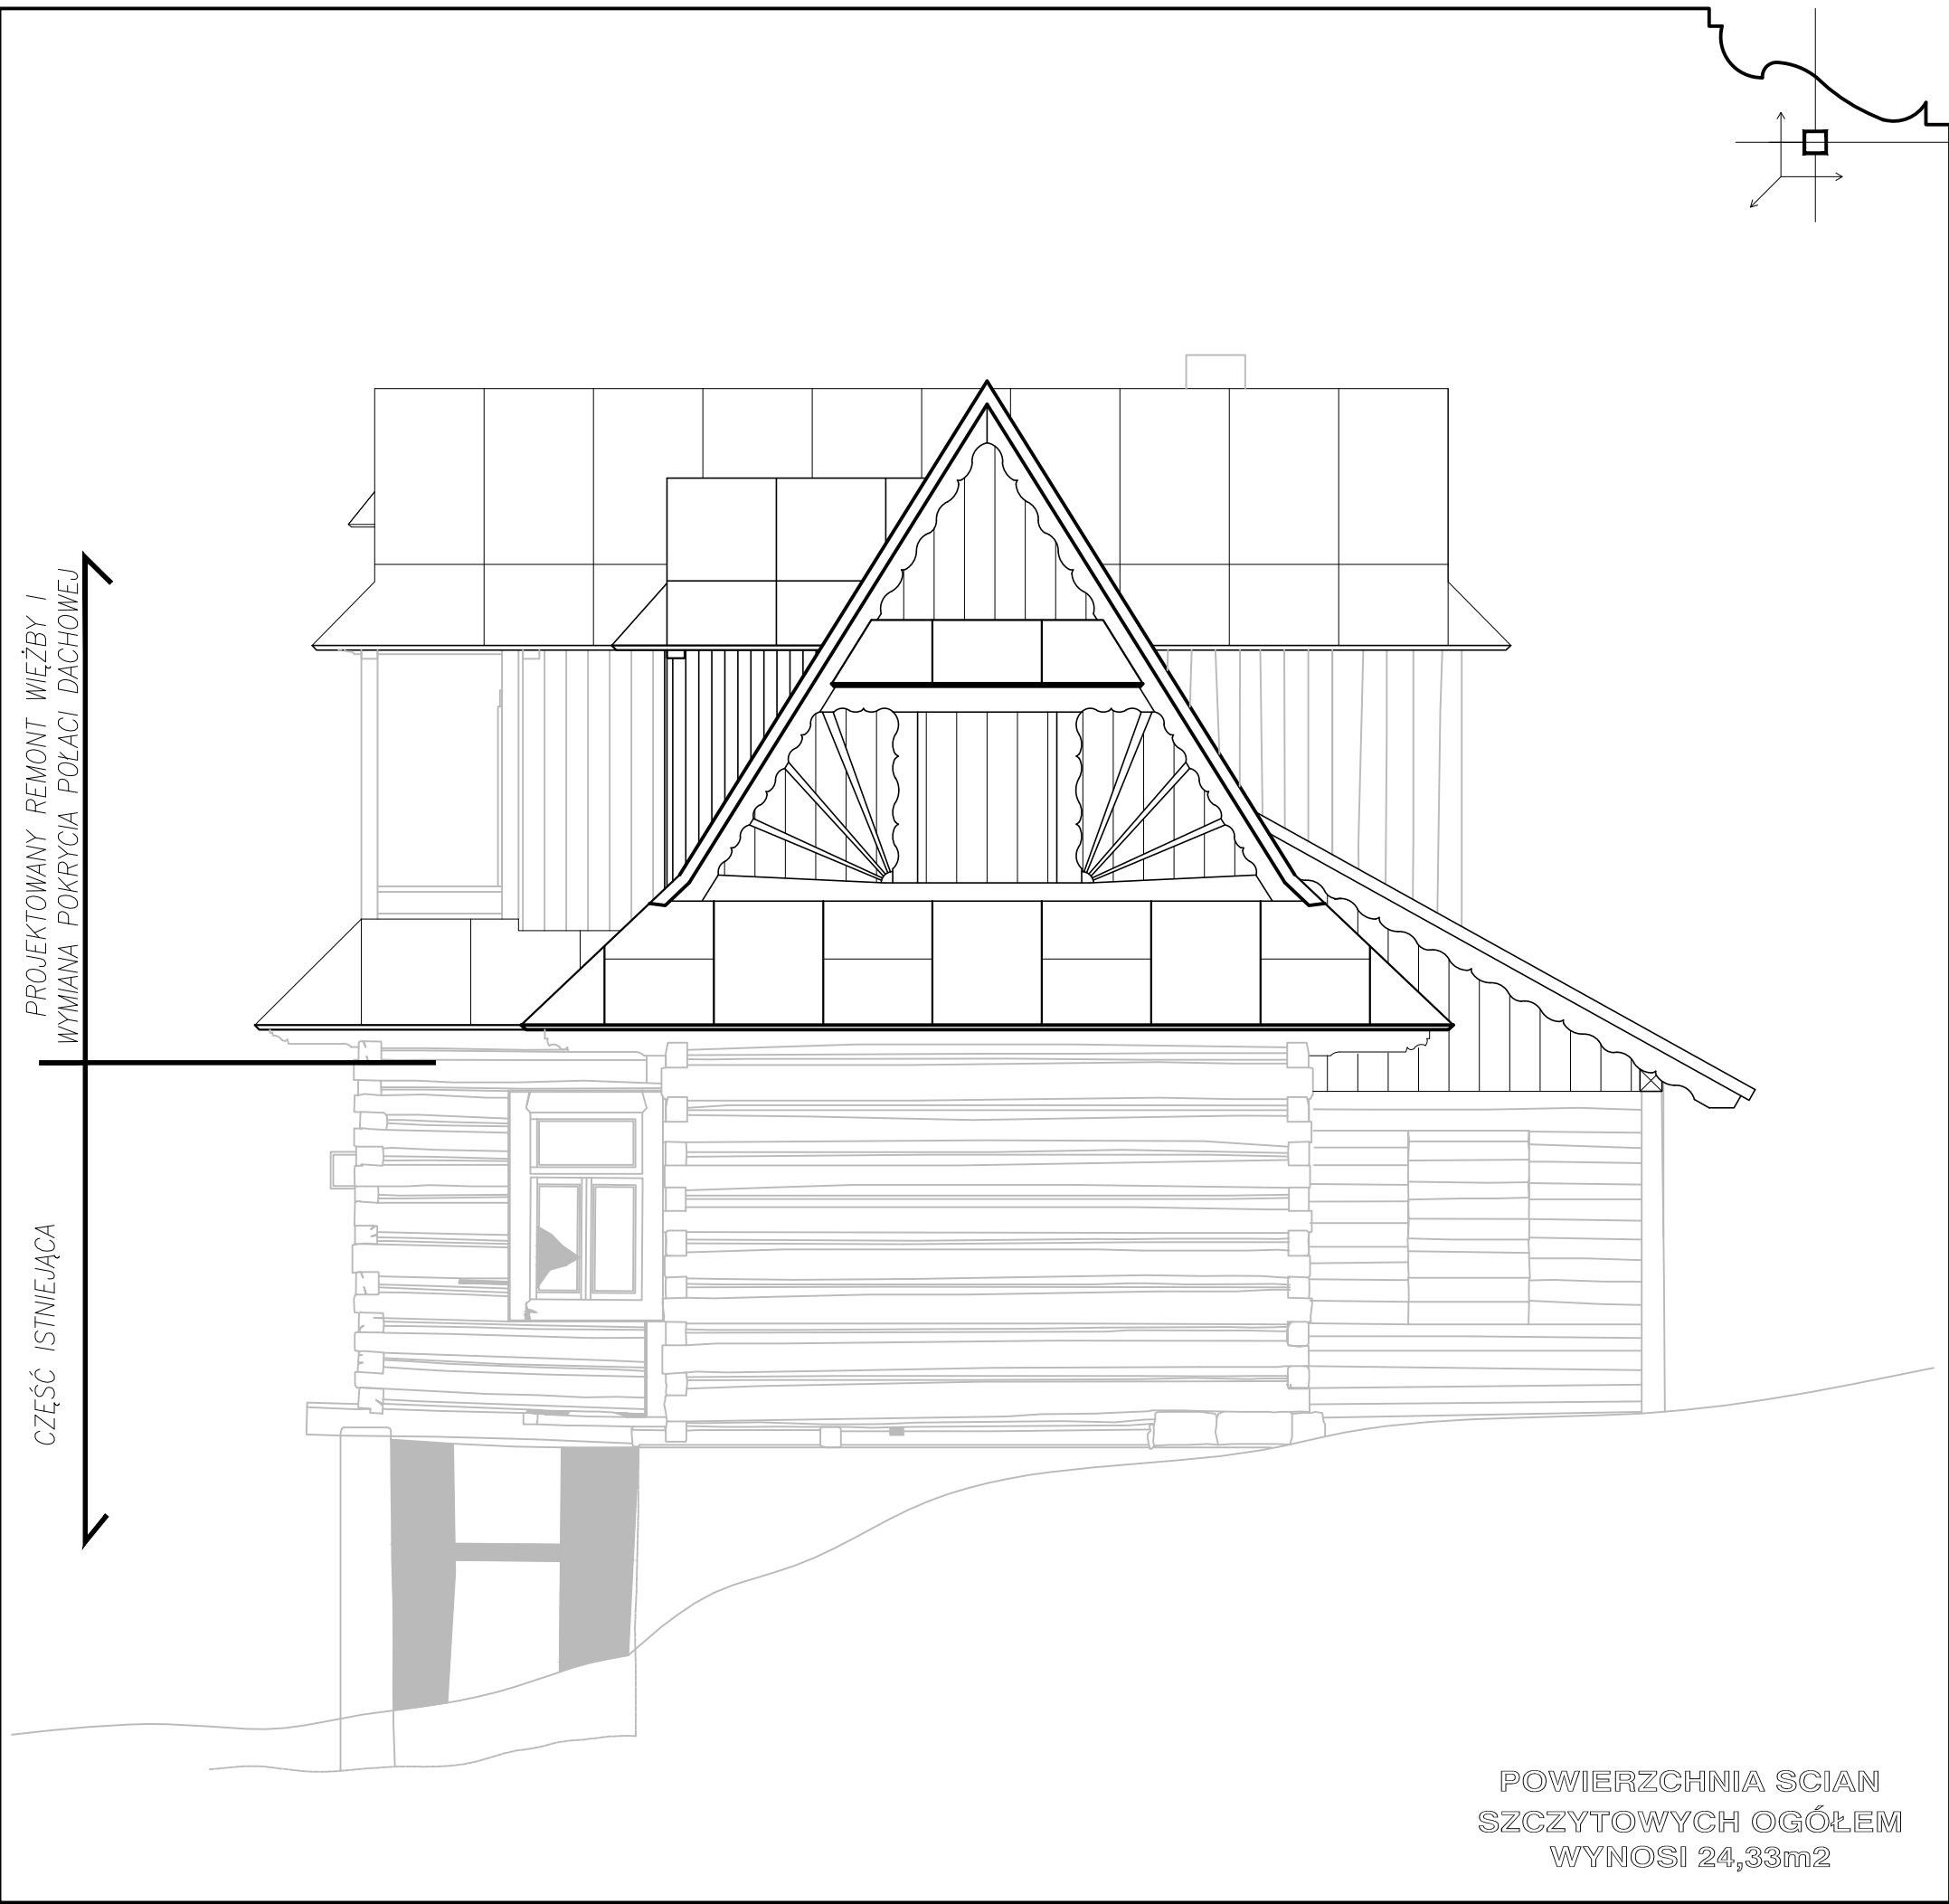 PROJEKTOWANY REMONT WIĘŹBY I
WYMIANA POKRYCIA POŁACI DACHOWEJ
CZĘŚĆ ISTNIEJĄCA
POWIERZCHNIA SCIAN
SZCZYTOWYCH OGÓŁEM
WYNOSI 24,33m2